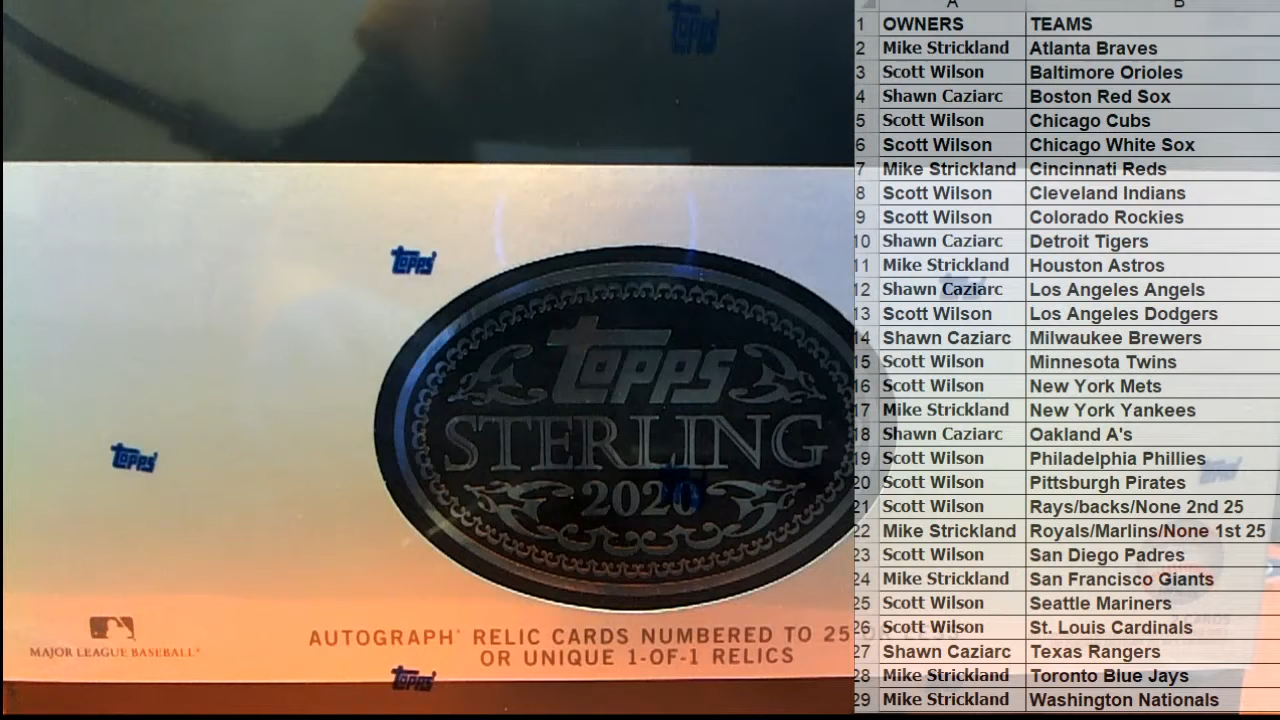 A B
1 OWNERS TEAMS
2 Mike Strickland Atlanta Braves
3 Scott Wilson Baltimore Orioles
4 Shawn Caziarc Boston Red Sox
5 Scott Wilson Chicago Cubs
6 Scott Wilson Chicago White Sox
7 Mike Strickland Cincinnati Reds
8 Scott Wilson Cleveland Indians
9 Scott Wilson Colorado Rockies
10 Shawn Caziarc Detroit Tigers
11 Mike Strickland Houston Astros
12 Shawn Caziarc Los Angeles Angels
13 Scott Wilson Los Angeles Dodgers
14 Shawn Caziarc Milwaukee Brewers
15 Scott Wilson Minnesota Twins
16 Scott Wilson New York Mets
17 Mike Strickland New York Yankees
18 Shawn Caziarc Oakland A's
19 Scott Wilson Philadelphia Phillies
20 Scott Wilson Pittsburgh Pirates
21 Scott Wilson Rays/backs/None 2nd 25
22 Mike Strickland Royals/Marlins/None 1st 25
23 Scott Wilson San Diego Padres
24 Mike Strickland San Francisco Giants
25 Scott Wilson Seattle Mariners
26 Scott Wilson St. Louis Cardinals
27 Shawn Caziarc Texas Rangers
28 Mike Strickland Toronto Blue Jays
29 Mike Strickland Washington Nationals
topps
topps
topps
STERLING
2020
topps
topps
topps
MAJOR LEAGUE BASEBALL
AUTOGRAPH RELIC CARDS NUMBERED TO 25 OR LESS
OR UNIQUE 1-OF-1 RELICS
topps